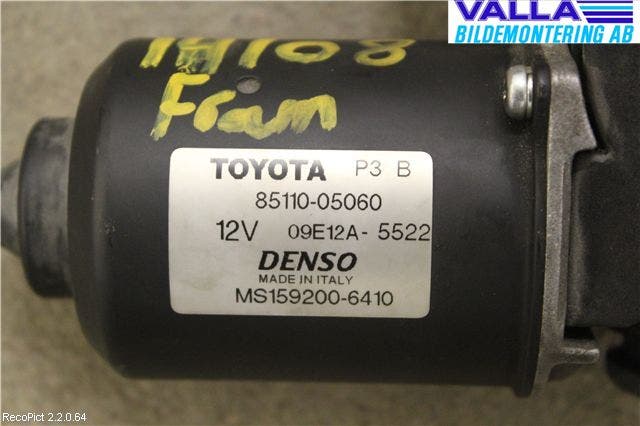 VALLA
BILDEMONTERING AB
14108
Fram
TOYOTA P3 B
85110-05060
12V 09E12A-5522
DENSO
MADE IN ITALY
MS159200-6410
RecoPict 2.2.0.64